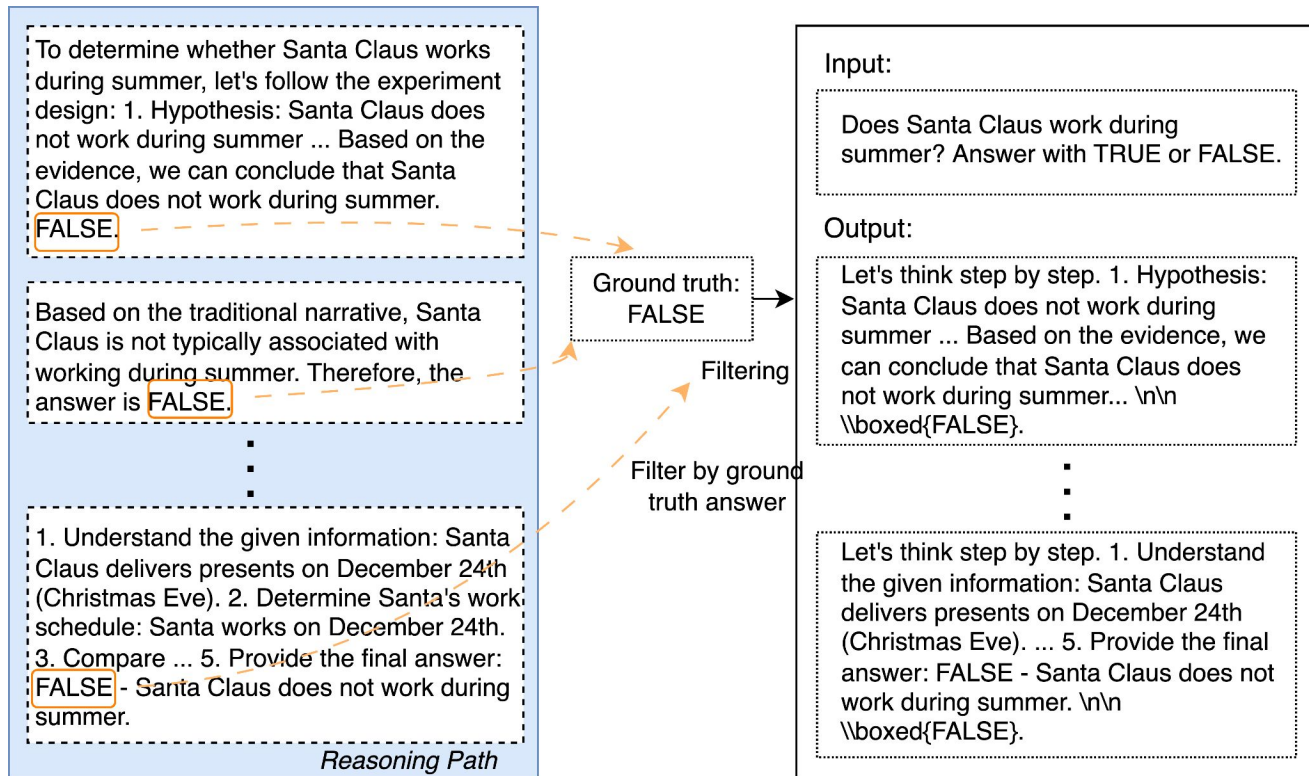 To determine whether Santa Claus works
during summer, let's follow the experiment
design: 1. Hypothesis: Santa Claus does
not work during summer ... Based on the
evidence, we can conclude that Santa
Claus does not work during summer.
FALSE.
Based on the traditional narrative, Santa
Claus is not typically associated with
working during summer. Therefore, the
answer is FALSE.
1. Understand the given information: Santa
Claus delivers presents on December 24th
(Christmas Eve). 2. Determine Santa's work
schedule: Santa works on December 24th.
3. Compare ... 5. Provide the final answer:
FALSE - Santa Claus does not work during
summer.
Reasoning Path
Ground truth:
FALSE
Filtering
Filter by ground
truth answer
Input:
Does Santa Claus work during
summer? Answer with TRUE or FALSE.
Output:
Let's think step by step. 1. Hypothesis:
Santa Claus does not work during
summer ... Based on the evidence, we
can conclude that Santa Claus does
not work during summer... \n\n
\\boxed{FALSE}.
Let's think step by step. 1. Understand
the given information: Santa Claus
delivers presents on December 24th
(Christmas Eve). ... 5. Provide the final
answer: FALSE - Santa Claus does not
work during summer. \n\n
\\boxed{FALSE}.